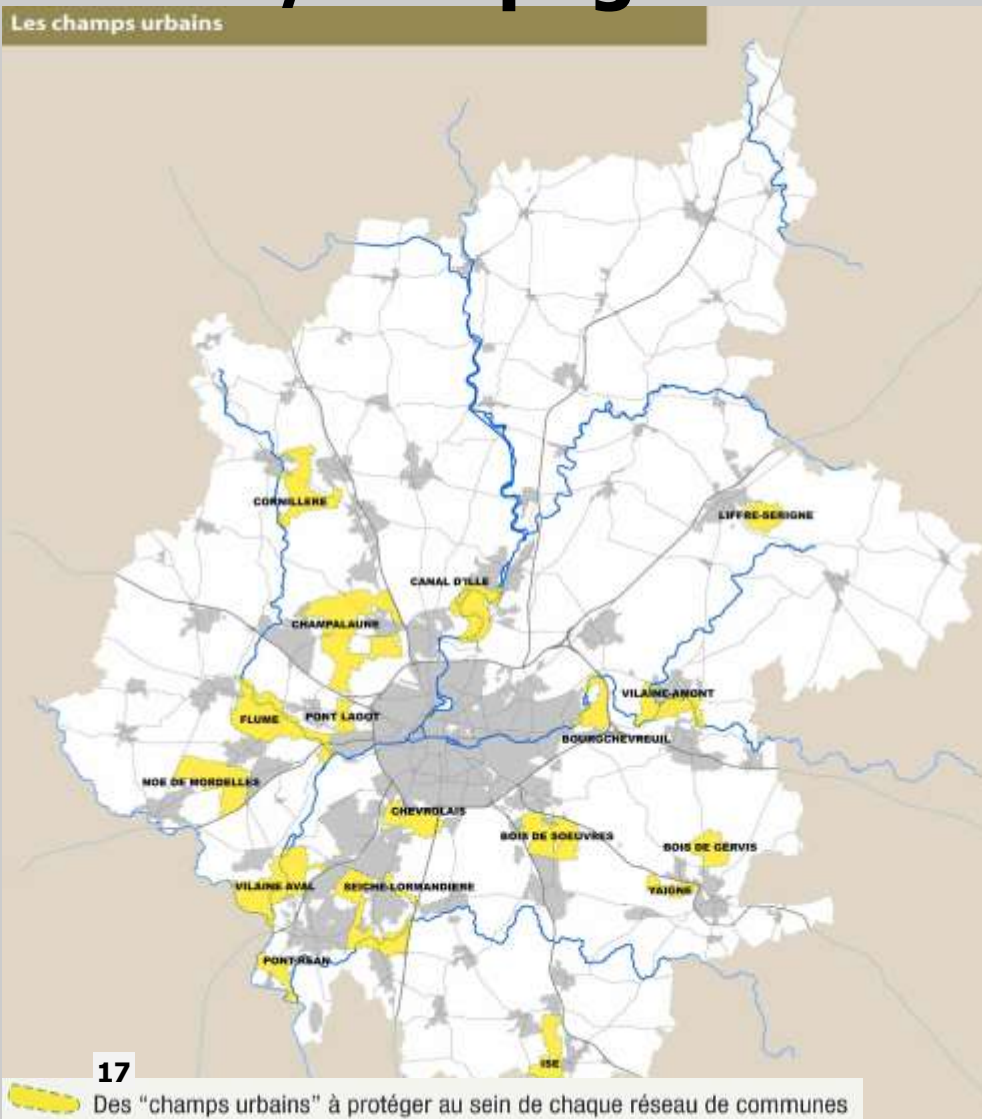 Les champs urbains
CORNILLERE
LIFFRE-SERIGNE
CANAL D'ILLE
CHAMPALAUNE
VILAINE-AMONT
FLUME
PONT LAGOT
BOURGCHEVREUIL
NOE DE MORDELLES
CHEVROLAIS
BOIS DE SOEUVRES
BOIS DE GERVIS
VILAINE-AVAL
SEICHE-LORMANDIERE
YAIGNE
PONT-REAN
ISE
17
Des "champs urbains" à protéger au sein de chaque réseau de communes